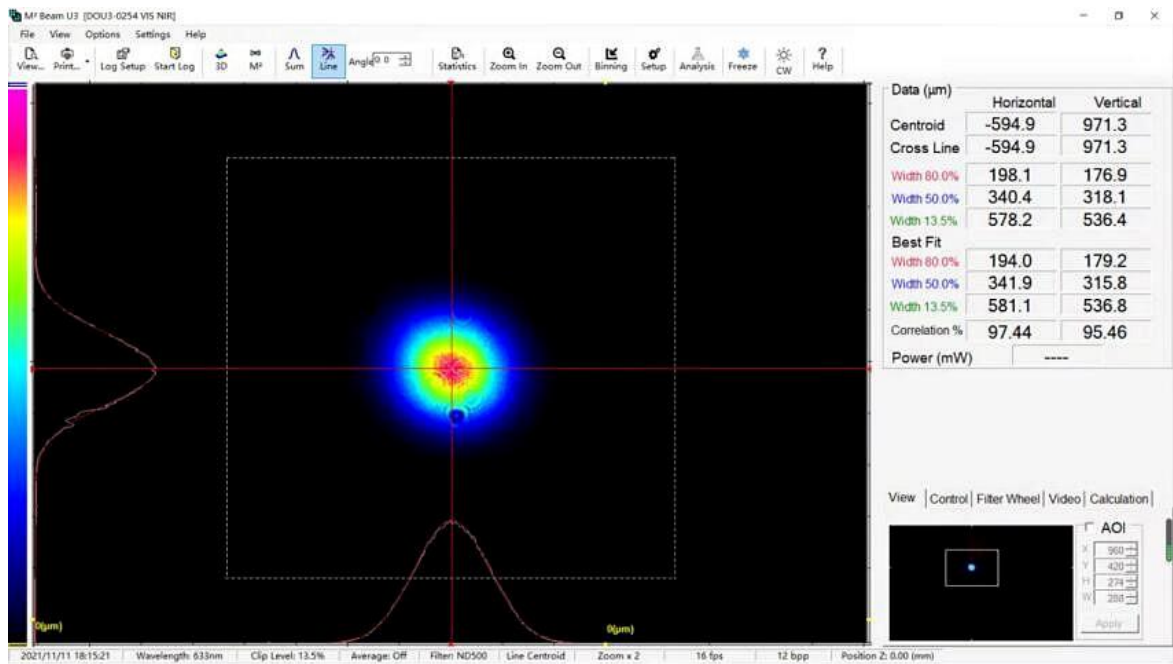 M² Beam U3 [DOU3-0254 VIS NIR]
File View Options Settings Help
View... Print... Log Setup Start Log 3D M² Sum Line Angle 0.0 Statistics Zoom In Zoom Out Binning Setup Analysis Freeze CW Help
Data (μm)
Horizontal Vertical
Centroid -594.9 971.3
Cross Line -594.9 971.3
Width 80.0% 198.1 176.9
Width 50.0% 340.4 318.1
Width 13.5% 578.2 536.4
Best Fit
Width 80.0% 194.0 179.2
Width 50.0% 341.9 315.8
Width 13.5% 581.1 536.8
Correlation % 97.44 95.46
Power (mW) ----
View Control Filter Wheel Video Calculation
AOI
X 960
Y 420
H 274
W 288
Apply
0(μm) 0(μm)
2021/11/11 18:15:21 Wavelength: 633nm Clip Level: 13.5% Average: Off Filter: ND500 Line Centroid Zoom x 2 16 fps 12 bpp Position Z: 0.00 (mm)